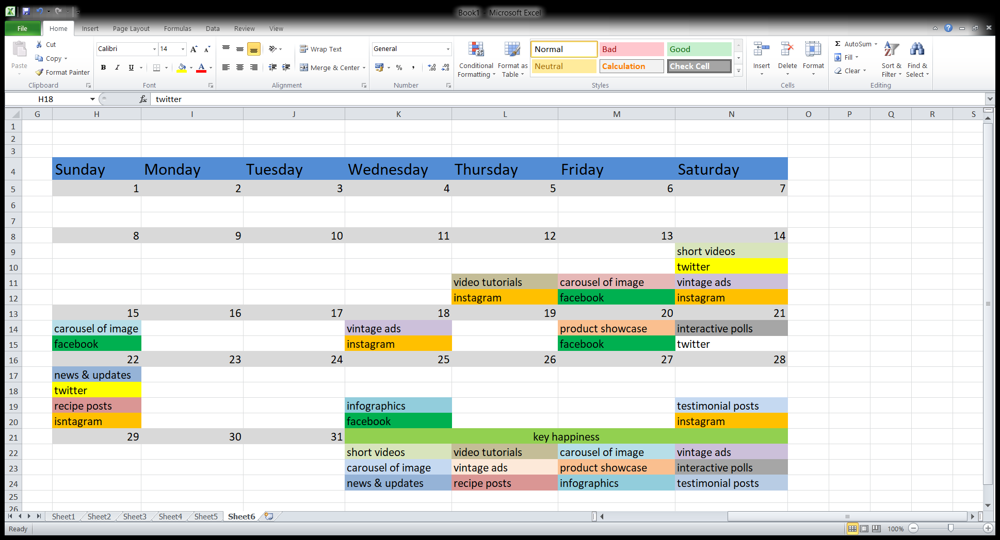 Book1 - Microsoft Excel
File Home Insert Page Layout Formulas Data Review View
Paste Cut Copy Format Painter Clipboard
Calibri 14 B I U A Font
Wrap Text Merge & Center Alignment
General % , Number
Conditional Formatting Format as Table
Normal Bad Good
Neutral Calculation Check Cell
Styles
Insert Delete Format Cells
Σ AutoSum Fill Clear Sort & Filter Find & Select Editing
H18 fx twitter
G H I J K L M N O P Q R S
1
2
3
4 Sunday Monday Tuesday Wednesday Thursday Friday Saturday
5 1 2 3 4 5 6 7
6
7
8 8 9 10 11 12 13 14
9 short videos
10 twitter
11 video tutorials carousel of image vintage ads
12 instagram facebook instagram
13 15 16 17 18 19 20 21
14 carousel of image vintage ads product showcase interactive polls
15 facebook instagram facebook twitter
16 22 23 24 25 26 27 28
17 news & updates
18 twitter
19 recipe posts infographics testimonial posts
20 isntagram facebook instagram
21 29 30 31 key happiness
22 short videos video tutorials carousel of image vintage ads
23 carousel of image vintage ads product showcase interactive polls
24 news & updates recipe posts infographics testimonial posts
25
26
Sheet1 Sheet2 Sheet3 Sheet4 Sheet5 Sheet6
Ready 100%